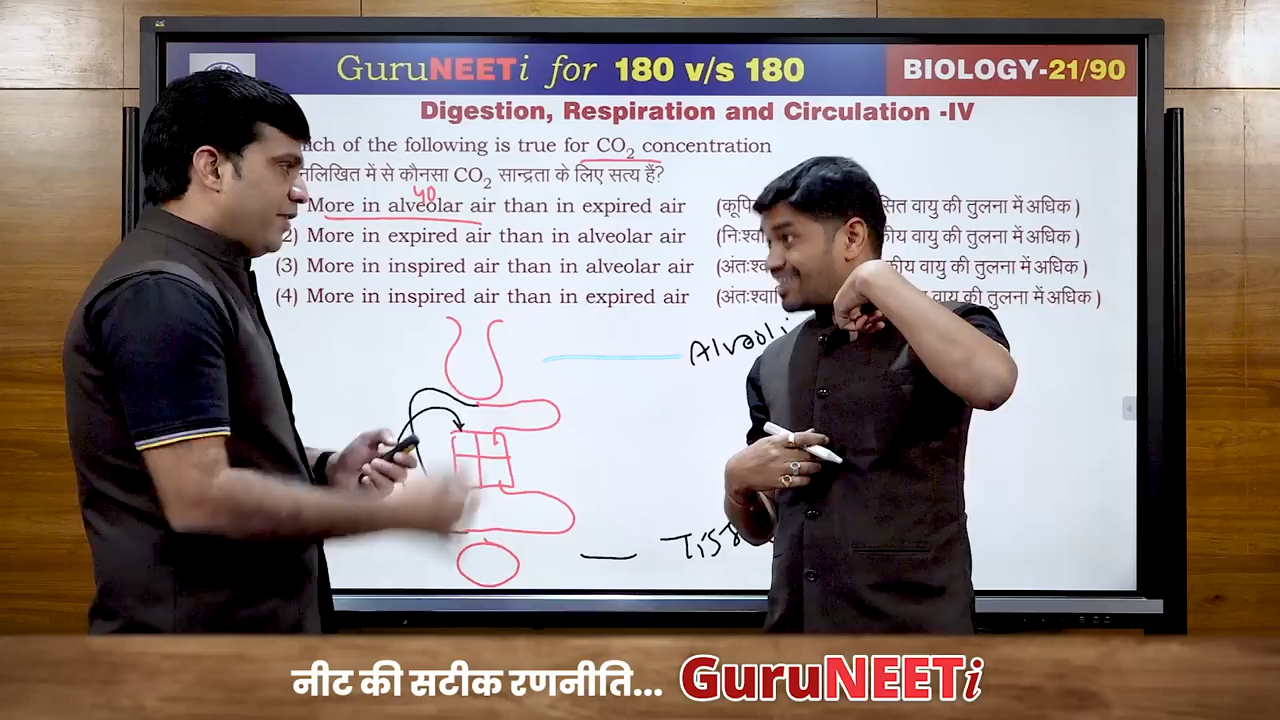 GuruNEETi for 180 v/s 180 BIOLOGY-21/90
Digestion, Respiration and Circulation -IV
of the following is true for CO2 concentration
में से कौनसा CO2 सान्द्रता के लिए सत्य हैं?
40
More in alveolar air than in expired air वायु की तुलना में अधिक )
2) More in expired air than in alveolar air वायु की तुलना में अधिक )
(3) More in inspired air than in alveolar air वायु की तुलना में अधिक )
(4) More in inspired air than in expired air वायु की तुलना में अधिक )
Alveoli
नीट की सटीक रणनीति... GuruNEETi